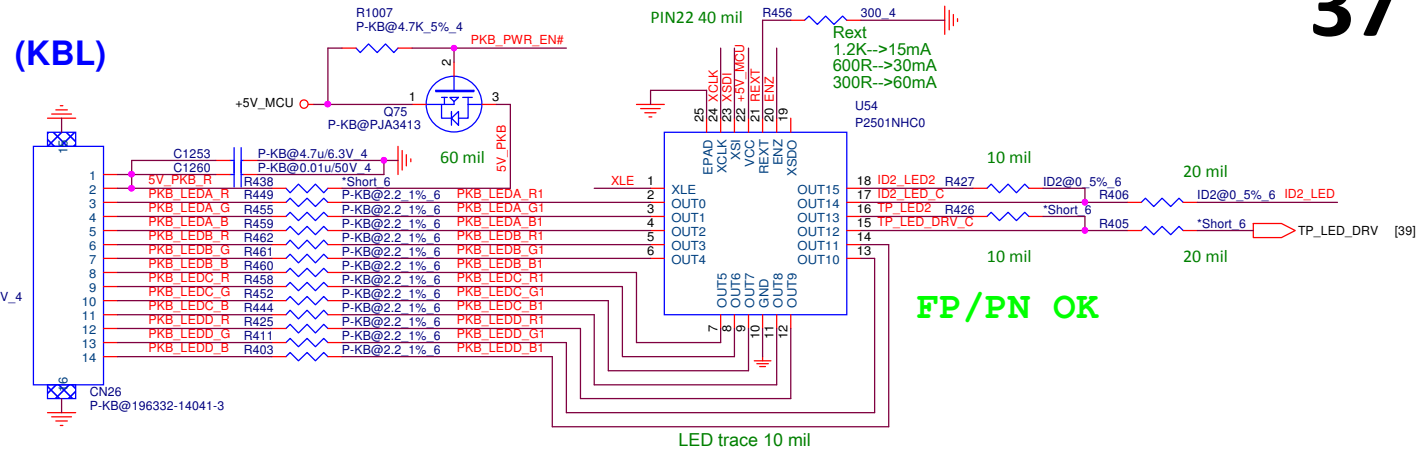 37
(KBL)
R1007
P-KB@4.7K_5%_4
PKB_PWR_EN#
2
+5V_MCU
1
3
Q75
P-KB@PJA3413
5V_PKB
60 mil
C1253
P-KB@4.7u/6.3V_4
C1260
P-KB@0.01u/50V_4
15
1
2 5V_PKB_R R438 *Short_6
3 PKB_LEDA_R R449 P-KB@2.2_1%_6 PKB_LEDA_R1
4 PKB_LEDA_G R455 P-KB@2.2_1%_6 PKB_LEDA_G1
5 PKB_LEDA_B R459 P-KB@2.2_1%_6 PKB_LEDA_B1
6 PKB_LEDB_R R462 P-KB@2.2_1%_6 PKB_LEDB_R1
7 PKB_LEDB_G R461 P-KB@2.2_1%_6 PKB_LEDB_G1
8 PKB_LEDB_B R460 P-KB@2.2_1%_6 PKB_LEDB_B1
9 PKB_LEDC_R R458 P-KB@2.2_1%_6 PKB_LEDC_R1
10 PKB_LEDC_G R452 P-KB@2.2_1%_6 PKB_LEDC_G1
11 PKB_LEDC_B R444 P-KB@2.2_1%_6 PKB_LEDC_B1
12 PKB_LEDD_R R425 P-KB@2.2_1%_6 PKB_LEDD_R1
13 PKB_LEDD_G R411 P-KB@2.2_1%_6 PKB_LEDD_G1
14 PKB_LEDD_B R403 P-KB@2.2_1%_6 PKB_LEDD_B1
V_4
16
CN26
P-KB@196332-14041-3
PIN22 40 mil
R456
300_4
Rext
1.2K-->15mA
600R-->30mA
300R-->60mA
U54
P2501NHC0
XCLK
XSDI
+5V_MCU
REXT
ENZ
25
24
23
22
21
20
19
EPAD
XCLK
XSI
VCC
REXT
ENZ
XSDO
XLE 1 XLE
2 OUT0
3 OUT1
4 OUT2
5 OUT3
6 OUT4
OUT5
OUT6
OUT7
GND
OUT8
OUT9
7
8
9
10
11
12
OUT15 18 ID2_LED2 R427 ID2@0_5%_6
OUT14 17 ID2_LED_C R406 ID2@0_5%_6 ID2_LED
OUT13 16 TP_LED2 R426 *Short_6
OUT12 15 TP_LED_DRV_C R405 *Short_6 TP_LED_DRV [39]
OUT11 14
OUT10 13
10 mil
20 mil
10 mil
20 mil
FP/PN OK
LED trace 10 mil